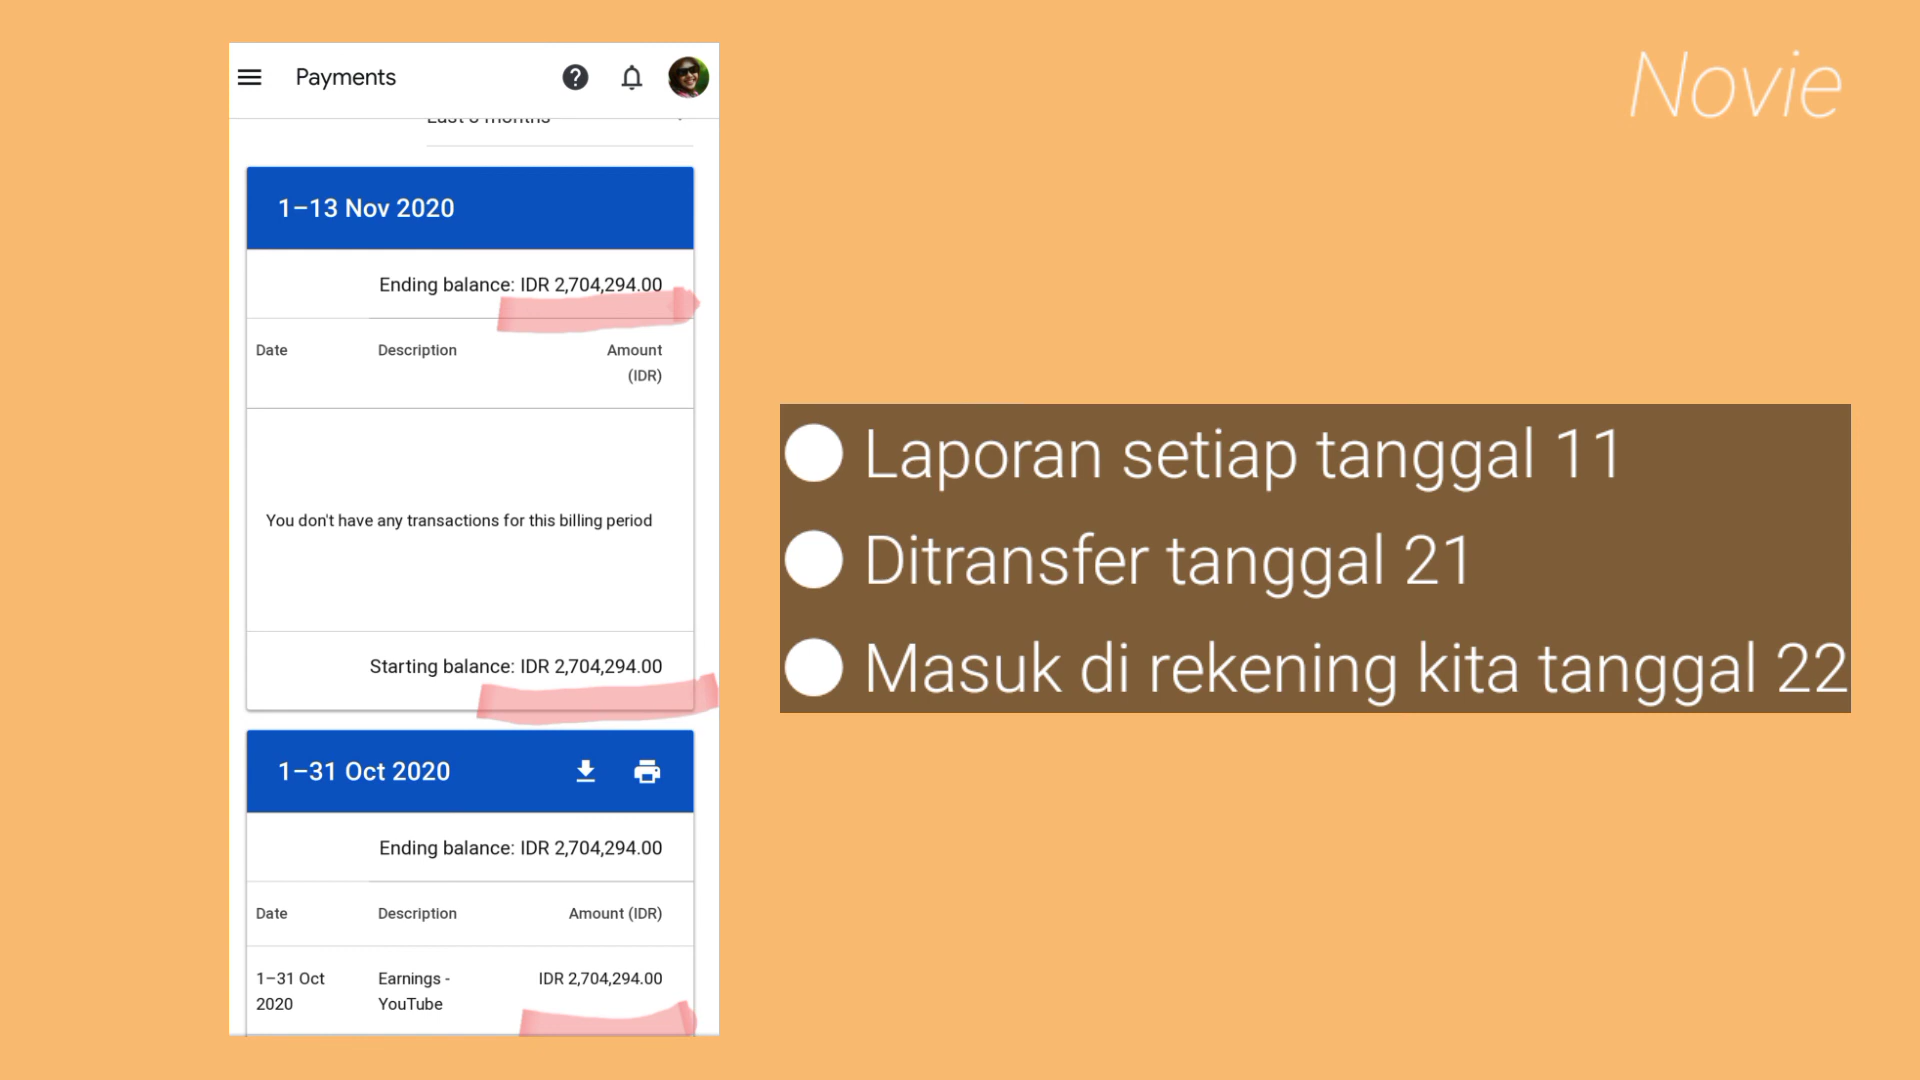 Payments
Novie
1–13 Nov 2020
Ending balance: IDR 2,704,294.00
Date Description Amount
(IDR)
You don't have any transactions for this billing period
Starting balance: IDR 2,704,294.00
1–31 Oct 2020
Ending balance: IDR 2,704,294.00
Date Description Amount (IDR)
1–31 Oct Earnings - IDR 2,704,294.00
2020 YouTube
Laporan setiap tanggal 11
Ditransfer tanggal 21
Masuk di rekening kita tanggal 22